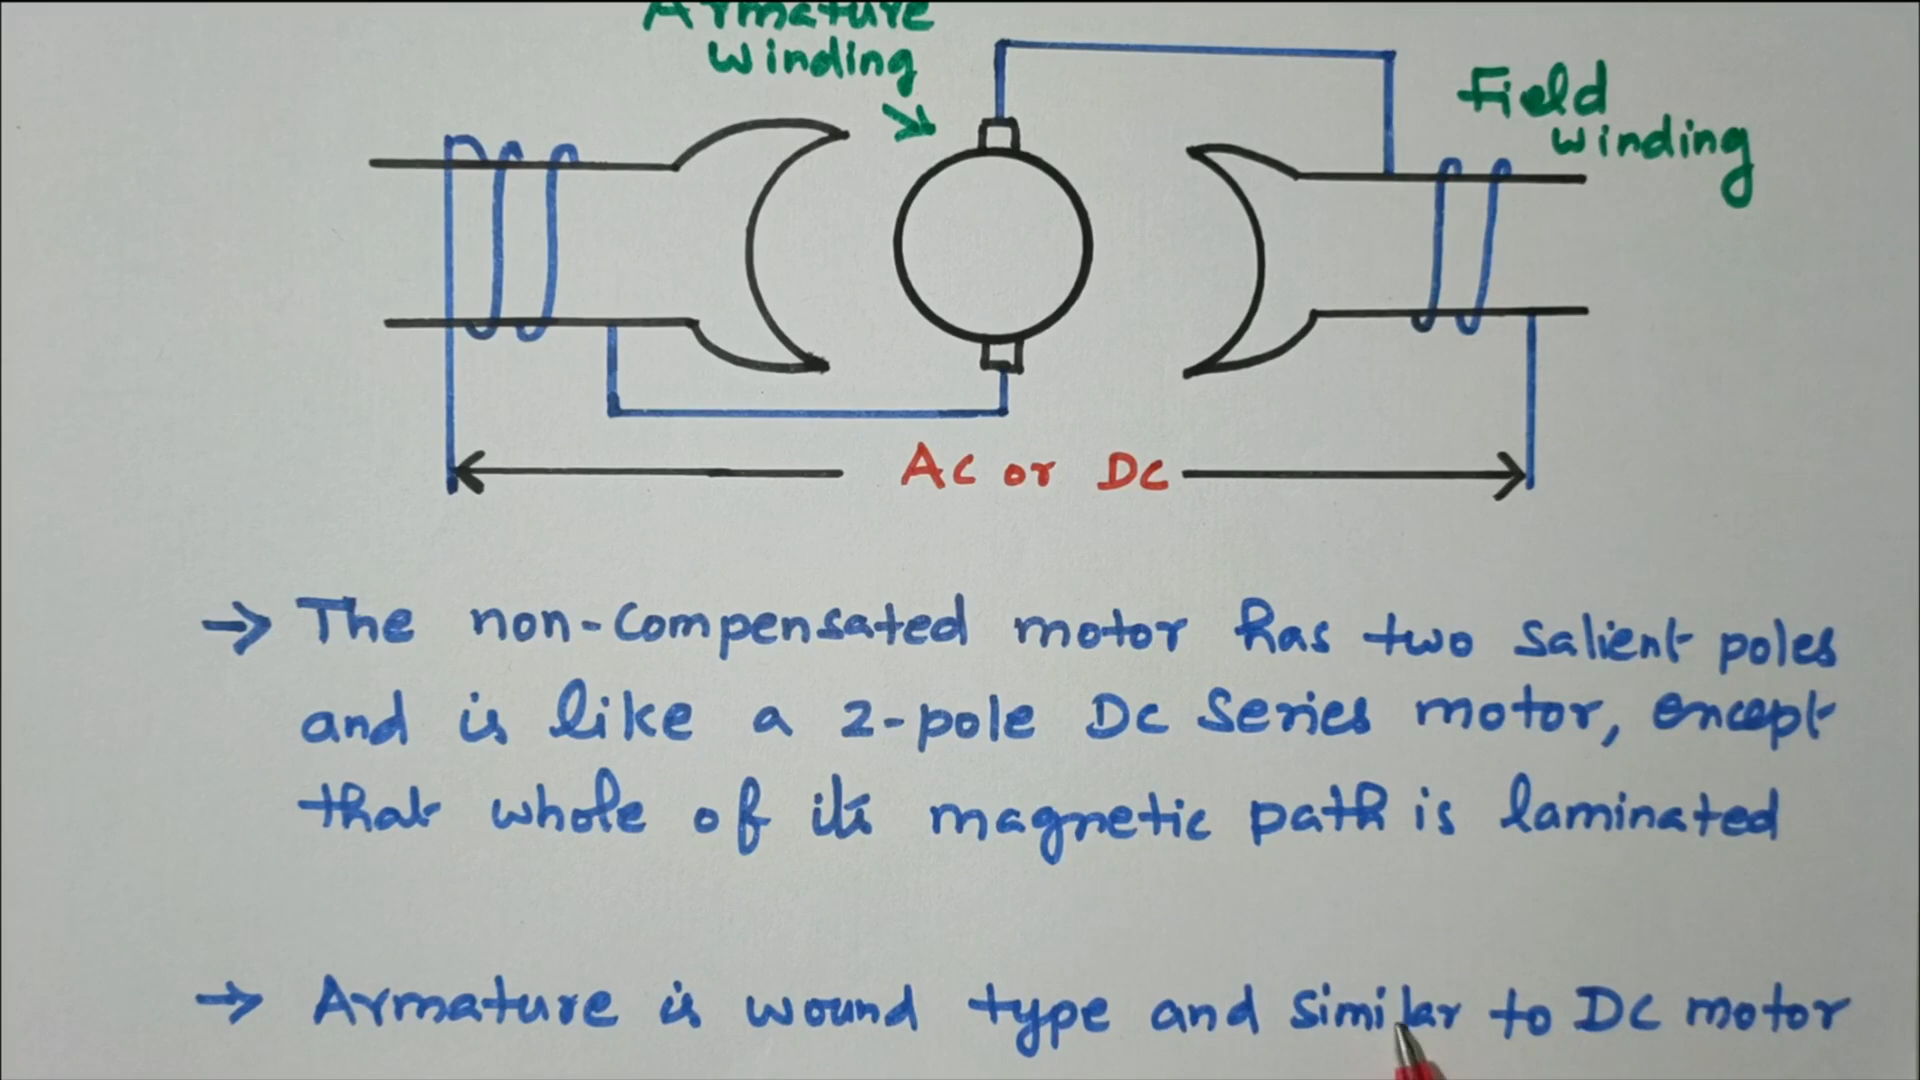 Armature
Winding
Field
Winding
AC or DC
→ The non-compensated motor has two salient poles
and is like a 2-pole DC Series motor, except
that whole of its magnetic path is laminated
→ Armature is wound type and similar to DC motor